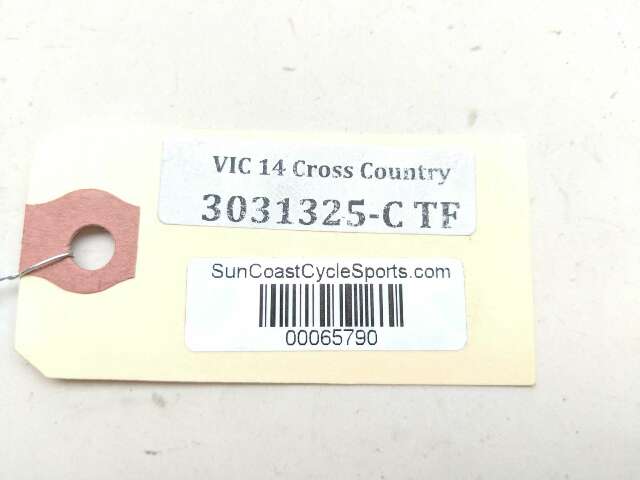 VIC 14 Cross Country
3031325-C TF
SunCoastCycleSports.com
00065790